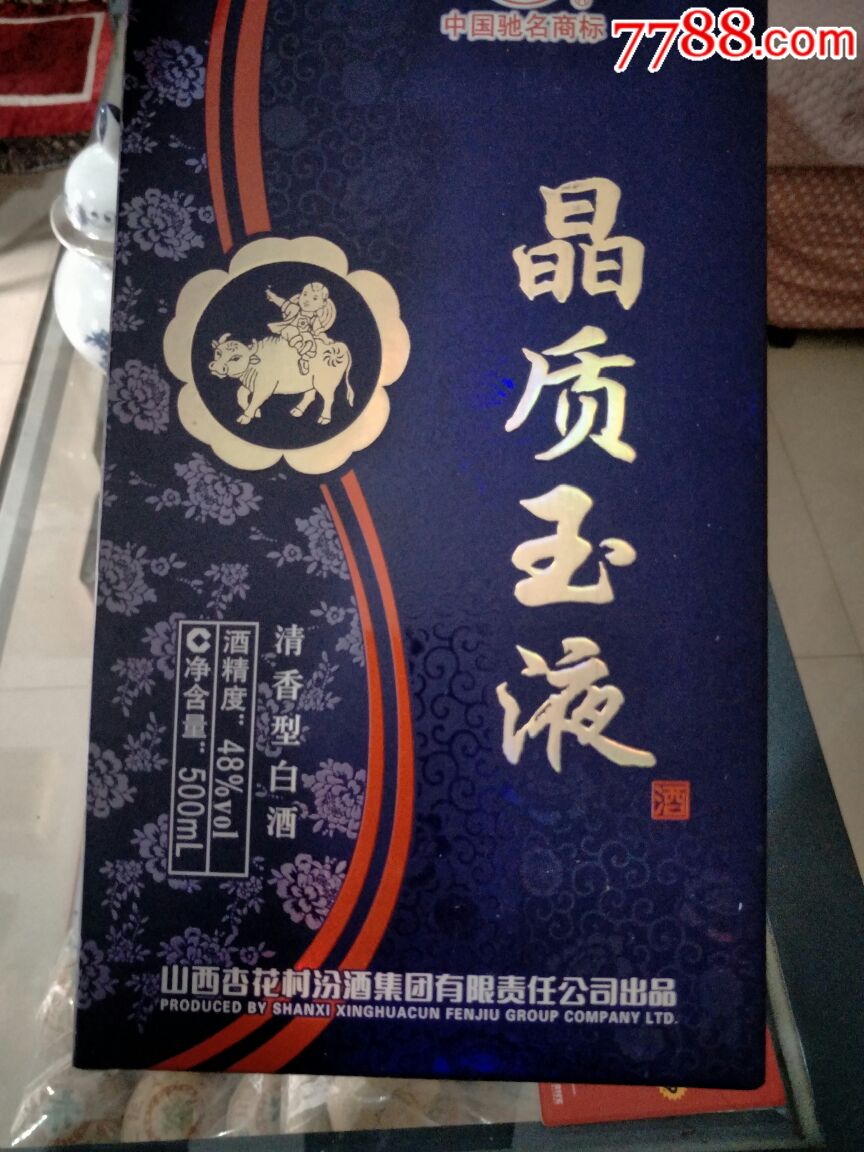 中国驰名商标
7788.com
晶质玉液
酒
清香型白酒
酒精度: 48%vol
净含量: 500mL
山西杏花村汾酒集团有限责任公司出品
PRODUCED BY SHANXI XINGHUACUN FENJIU GROUP COMPANY LTD.